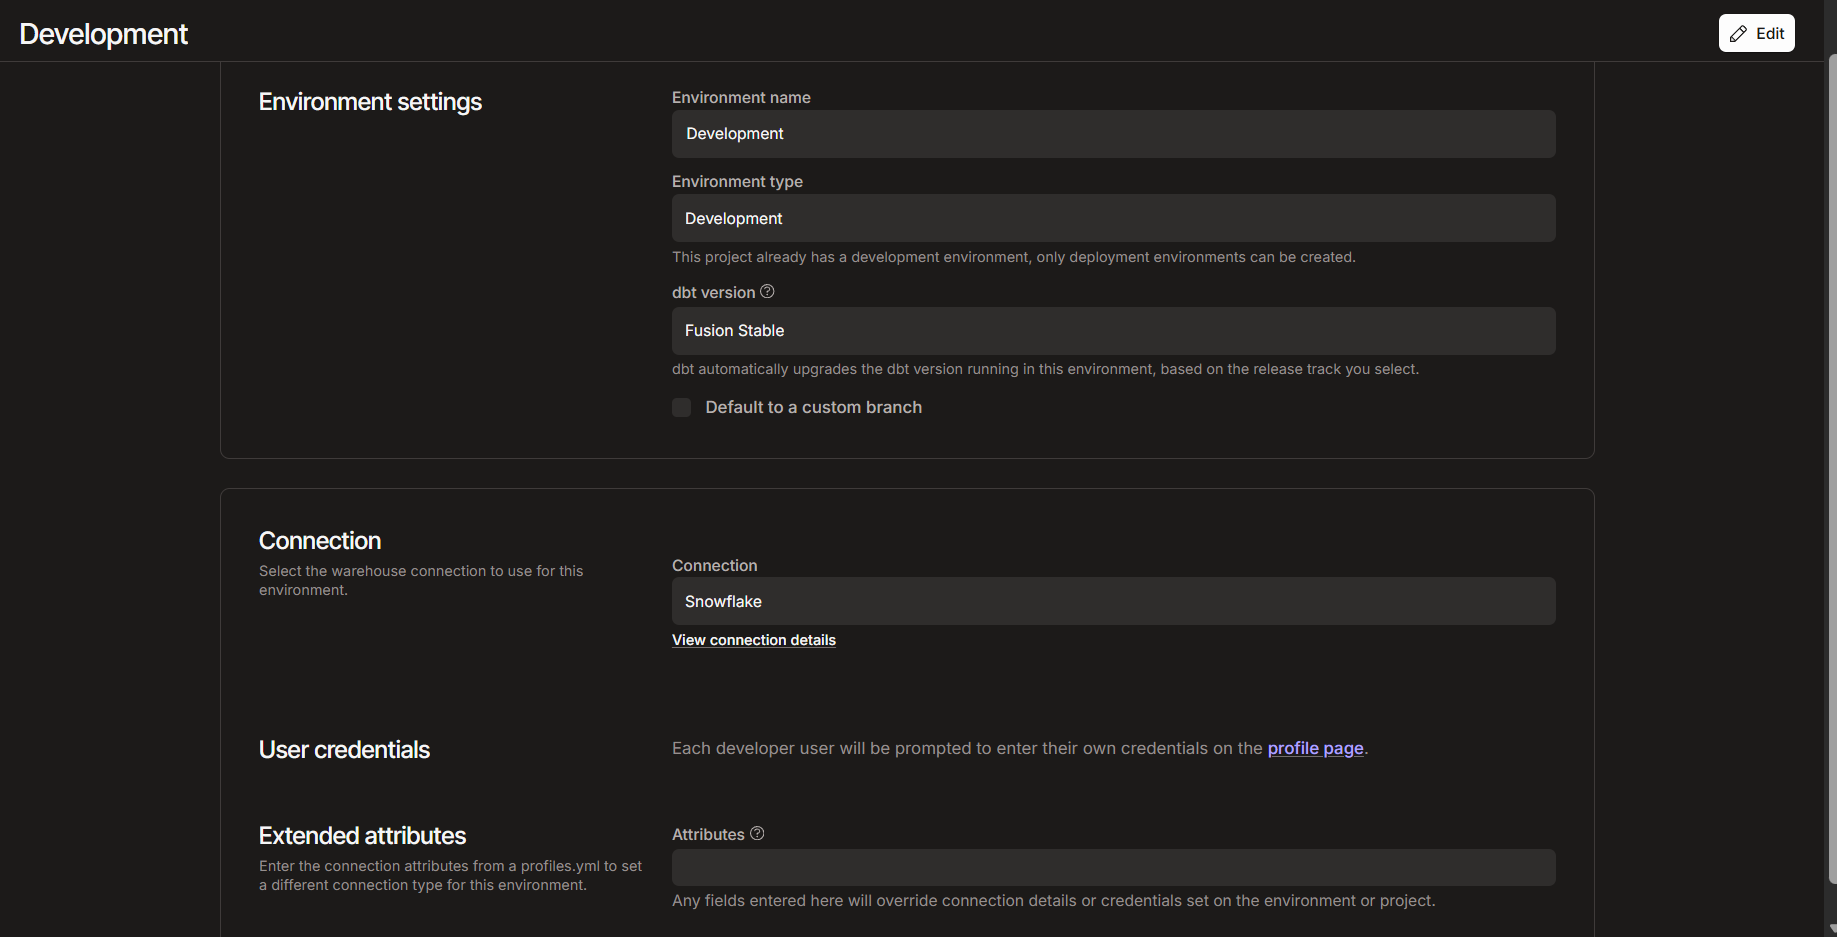 Development
Edit
Environment settings
Environment name
Development
Environment type
Development
This project already has a development environment, only deployment environments can be created.
dbt version
Fusion Stable
dbt automatically upgrades the dbt version running in this environment, based on the release track you select.
Default to a custom branch
Connection
Select the warehouse connection to use for this
environment.
Connection
Snowflake
View connection details
User credentials
Each developer user will be prompted to enter their own credentials on the profile page.
Extended attributes
Enter the connection attributes from a profiles.yml to set
a different connection type for this environment.
Attributes
Any fields entered here will override connection details or credentials set on the environment or project.